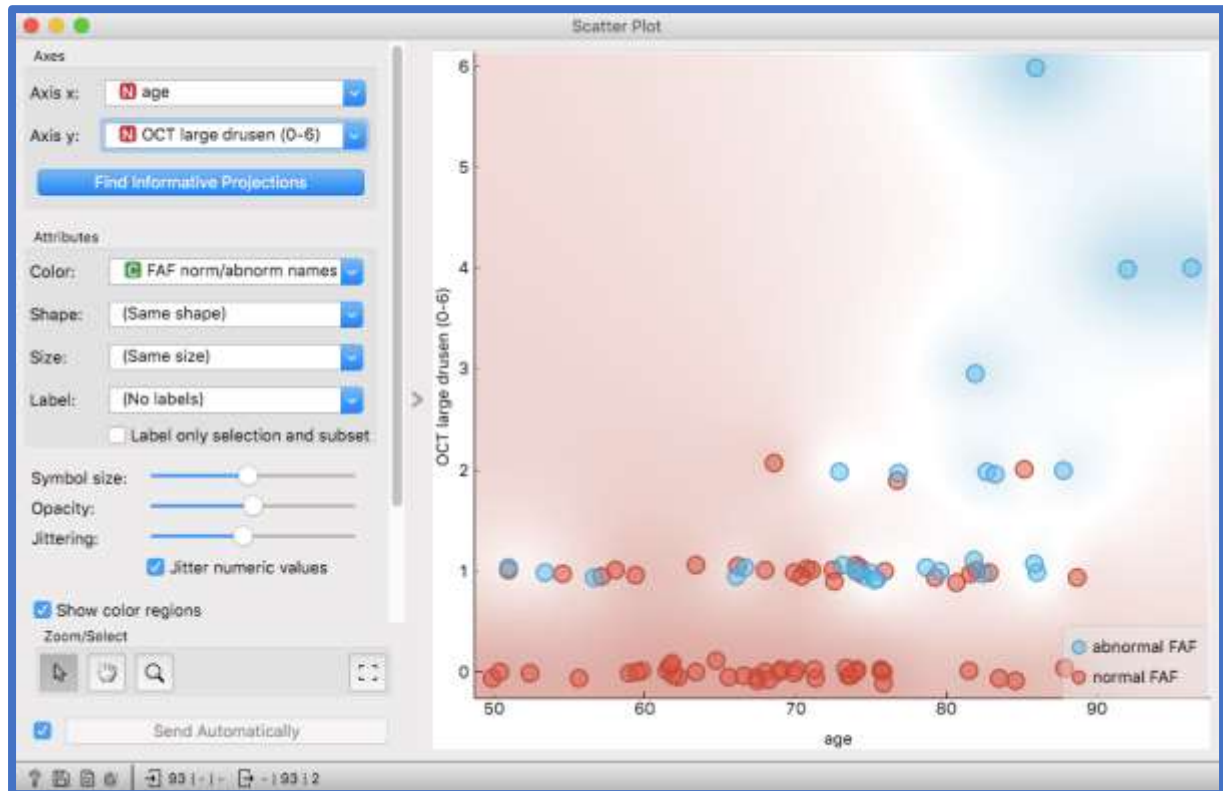 Scatter Plot
Axes
Axis x: N age
Axis y: N OCT large drusen (0-6)
Find Informative Projections
Attributes
Color: C FAF norm/abnorm names
Shape: (Same shape)
Size: (Same size)
Label: (No labels)
Label only selection and subset
Symbol size:
Opacity:
Jittering:
Jitter numeric values
Show color regions
Zoom/Select
Send Automatically
? 93 | - | - - | 93 | 2
OCT large drusen (0-6)
6
5
4
3
2
1
0
50 60 70 80 90
age
abnormal FAF
normal FAF